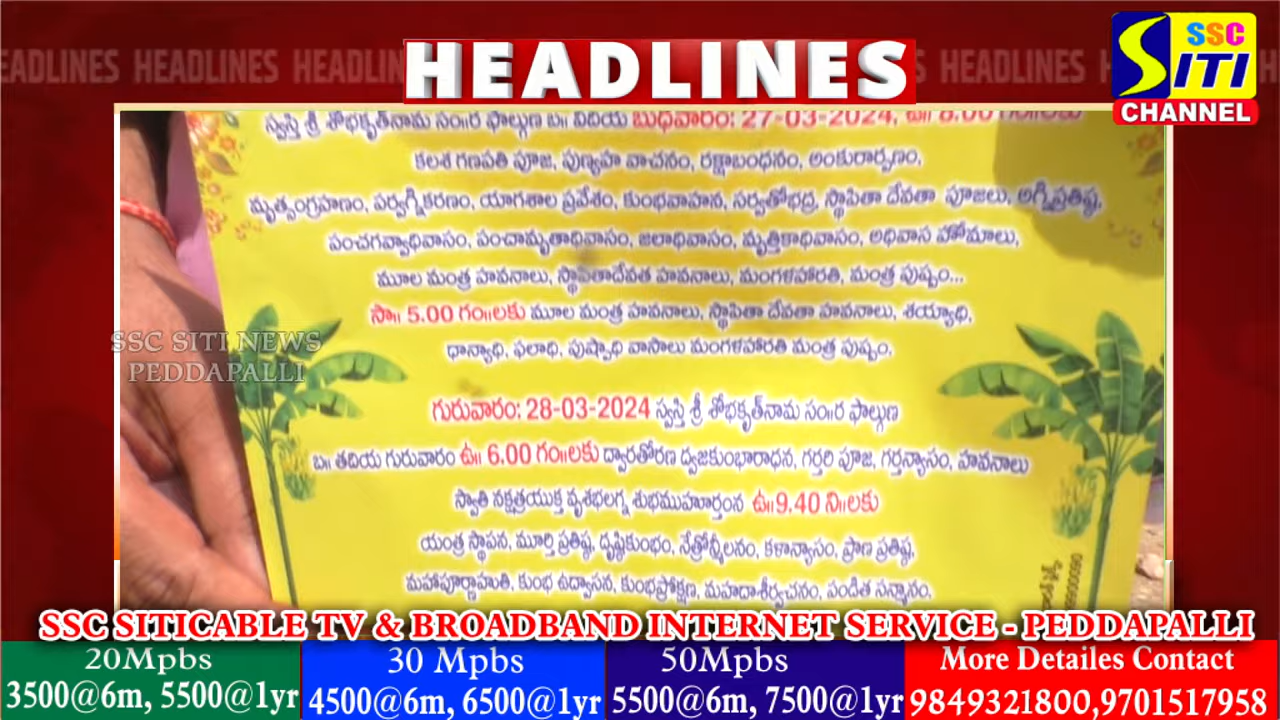 HEADLINES
SSC
SITI
CHANNEL
స్వస్తి శ్రీ శోభకృత్‌నామ సం॥ర ఫాల్గుణ బ॥ విదియ బుధవారం: 27-03-2024, ఉ॥ 8.00 గం॥లకు
కలశ గణపతి పూజ, పుణ్యహ వాచనం, రక్షాబంధనం, అంకురార్పణం,
మృత్సంగ్రహణం, పర్యగ్నికరణం, యాగశాల ప్రవేశం, కుంభవాహన, సర్వతోభద్ర, స్థాపితా దేవతా పూజలు, అగ్నిప్రతిష్ఠ,
పంచగవ్యాధివాసం, పంచామృతాధివాసం, జలాధివాసం, మృత్తికాధివాసం, అధివాస హోమాలు,
మూల మంత్ర హవనాలు, స్థాపితాదేవత హవనాలు, మంగళహారతి, మంత్ర పుష్పం...
సా॥ 5.00 గం॥లకు మూల మంత్ర హవనాలు, స్థాపితా దేవతా హవనాలు, శయ్యాధి,
ధాన్యాధి, ఫలాధి, పుష్పాధి వాసాలు మంగళహారతి మంత్ర పుష్పం,
SSC SITI NEWS
PEDDAPALLI
గురువారం: 28-03-2024 స్వస్తి శ్రీ శోభకృత్‌నామ సం॥ర ఫాల్గుణ
బ॥ తదియ గురువారం ఉ॥ 6.00 గం॥లకు ద్వారతోరణ ధ్వజకుంభారాధన, గర్తరి పూజ, గర్తన్యాసం, హవనాలు
స్వాతి నక్షత్రయుక్త వృశభలగ్న శుభముహూర్తంన ఉ॥9.40 ని॥లకు
యంత్ర స్థాపన, మూర్తి ప్రతిష్ఠ, దృష్టికుంభం, నేత్రోన్మీలనం, కళాన్యాసం, ప్రాణ ప్రతిష్ఠ,
మహాపూర్ణాహుతి, కుంభ ఉద్వాసన, కుంభప్రోక్షణ, మహదాశీర్వచనం, పండిత సన్మానం,
SSC SITICABLE TV & BROADBAND INTERNET SERVICE - PEDDAPALLI
20Mpbs
3500@6m, 5500@1yr
30 Mpbs
4500@6m, 6500@1yr
50Mpbs
5500@6m, 7500@1yr
More Detailes Contact
9849321800,9701517958